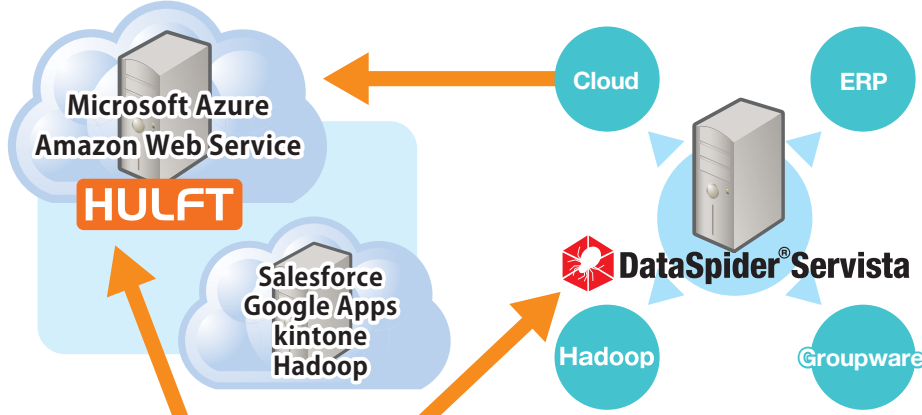 Microsoft Azure
Amazon Web Service
HULFT
Salesforce
Google Apps
kintone
Hadoop
Cloud
ERP
DataSpider® Servista
Hadoop
Groupware